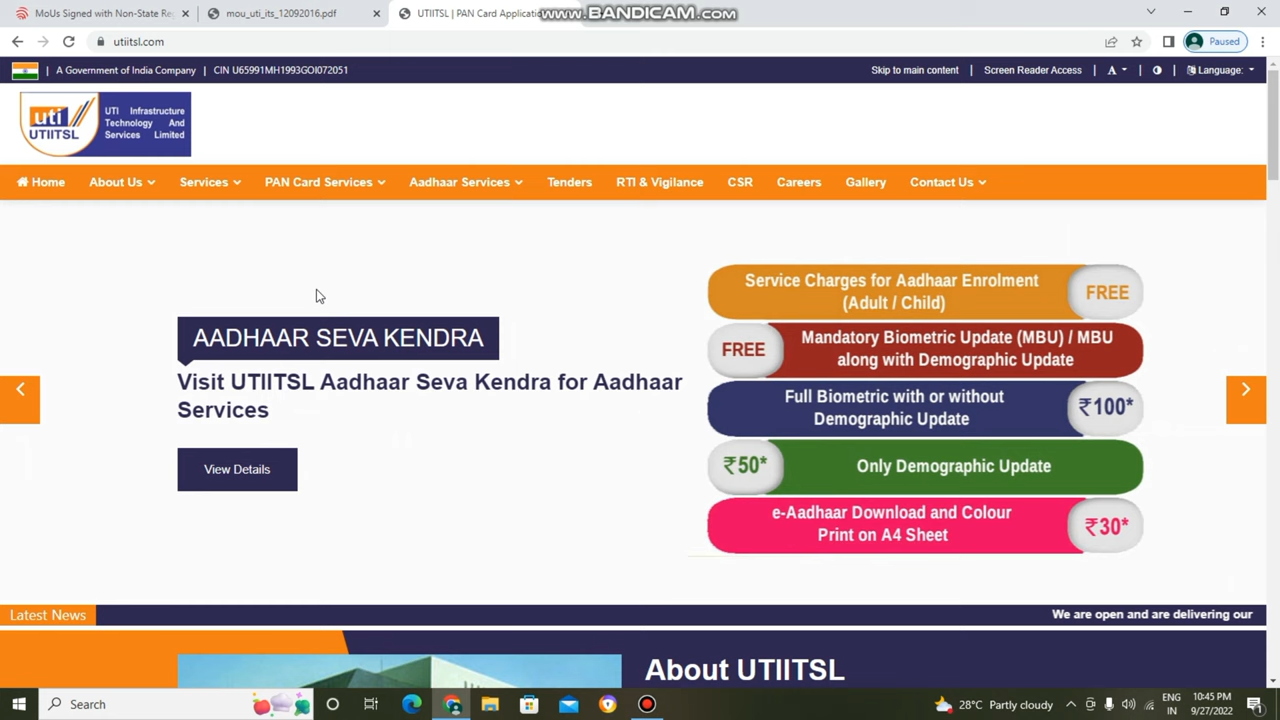 MoUs Signed with Non-State Re
mou_uti_its_12092016.pdf
UTIITSL | PAN Card Applicatio
www.BANDICAM.com
utiitsl.com
Paused
A Government of India Company | CIN U65991MH1993GOI072051
Skip to main content | Screen Reader Access | A | Language:
uti
UTIITSL
UTI Infrastructure
Technology And
Services Limited
Home About Us Services PAN Card Services Aadhaar Services Tenders RTI & Vigilance CSR Careers Gallery Contact Us
AADHAAR SEVA KENDRA
Visit UTIITSL Aadhaar Seva Kendra for Aadhaar
Services
View Details
Service Charges for Aadhaar Enrolment
(Adult / Child)
FREE
FREE
Mandatory Biometric Update (MBU) / MBU
along with Demographic Update
Full Biometric with or without
Demographic Update
₹100*
₹50*
Only Demographic Update
e-Aadhaar Download and Colour
Print on A4 Sheet
₹30*
Latest News
We are open and are delivering our
About UTIITSL
Search
28°C Partly cloudy
ENG
IN
10:45 PM
9/27/2022